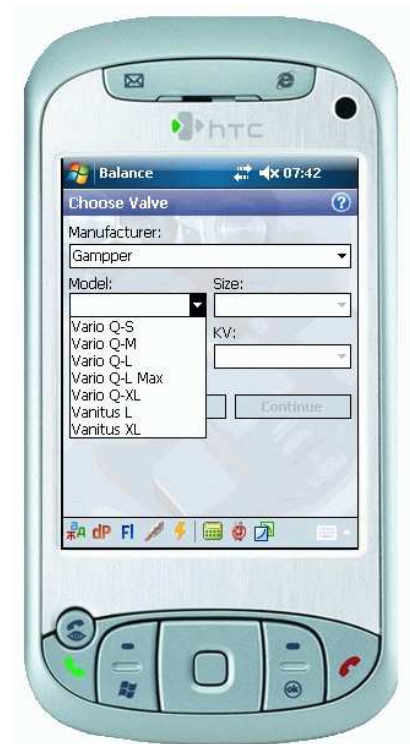 hTC
Balance 07:42
Choose Valve
Manufacturer:
Gampper
Model: Size:
Vario Q-S
Vario Q-M
KV:
Vario Q-L
Vario Q-L Max
Vario Q-XL
Continue
Vanitus L
Vanitus XL
dP Fl
ok